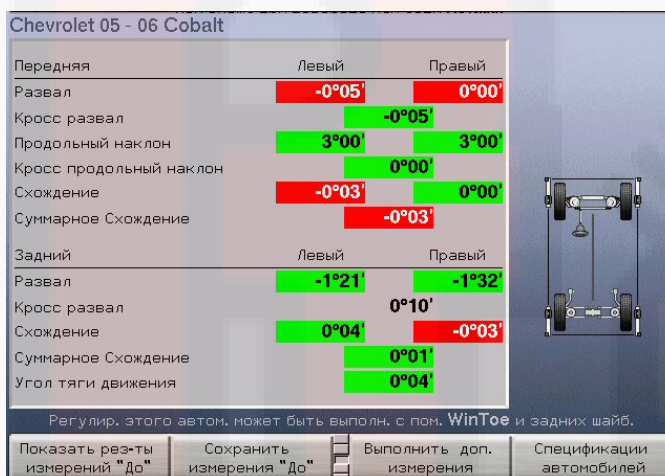 Chevrolet 05 - 06 Cobalt
Передняя Левый Правый
Развал -0°05' 0°00'
Кросс развал -0°05'
Продольный наклон 3°00' 3°00'
Кросс продольный наклон 0°00'
Схождение -0°03' 0°00'
Суммарное Схождение -0°03'
Задний Левый Правый
Развал -1°21' -1°32'
Кросс развал 0°10'
Схождение 0°04' -0°03'
Суммарное Схождение 0°01'
Угол тяги движения 0°04'
Регулир. этого автом. может быть выполн. с пом. WinToe и задних шайб.
Показать рез-ты Сохранить Выполнить доп. Спецификации
измерений "До" измерения "До" измерения автомобилей